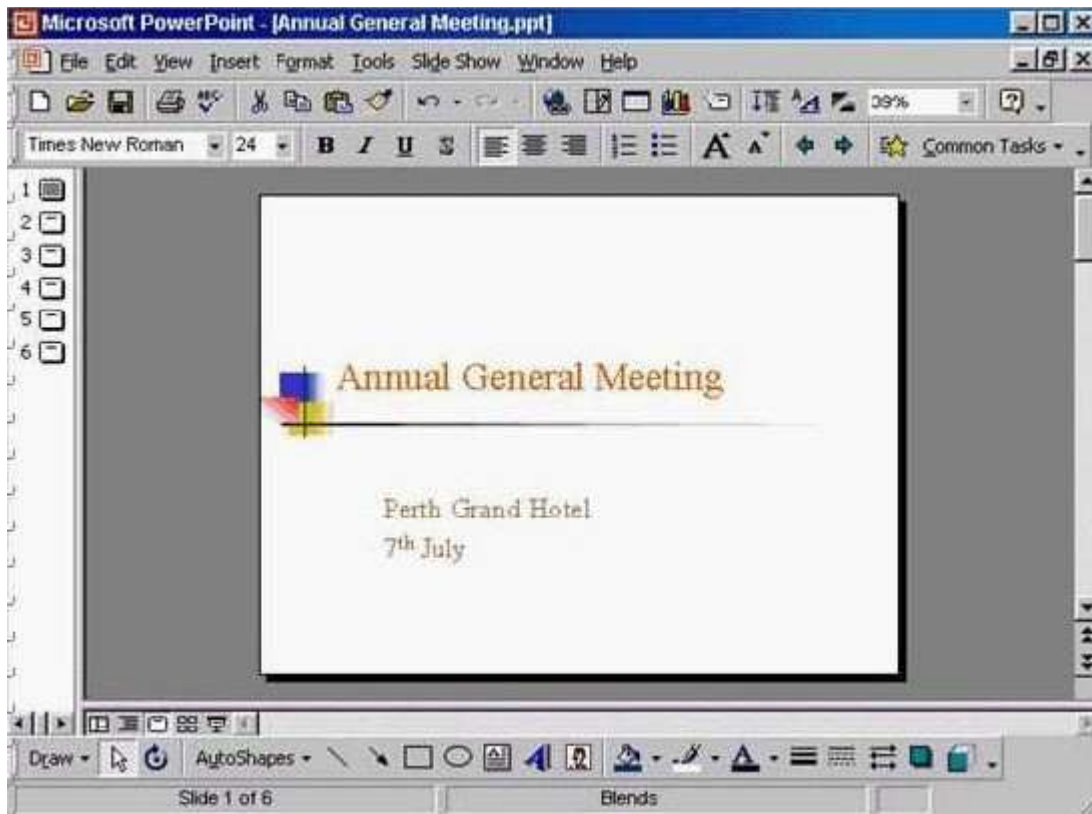 Microsoft PowerPoint - [Annual General Meeting.ppt]
File Edit View Insert Format Tools Slide Show Window Help
39%
Times New Roman 24 B I U S A A Common Tasks
1
2
3
4
5
6
Annual General Meeting
Perth Grand Hotel
7th July
Draw AutoShapes A A
Slide 1 of 6 Blends